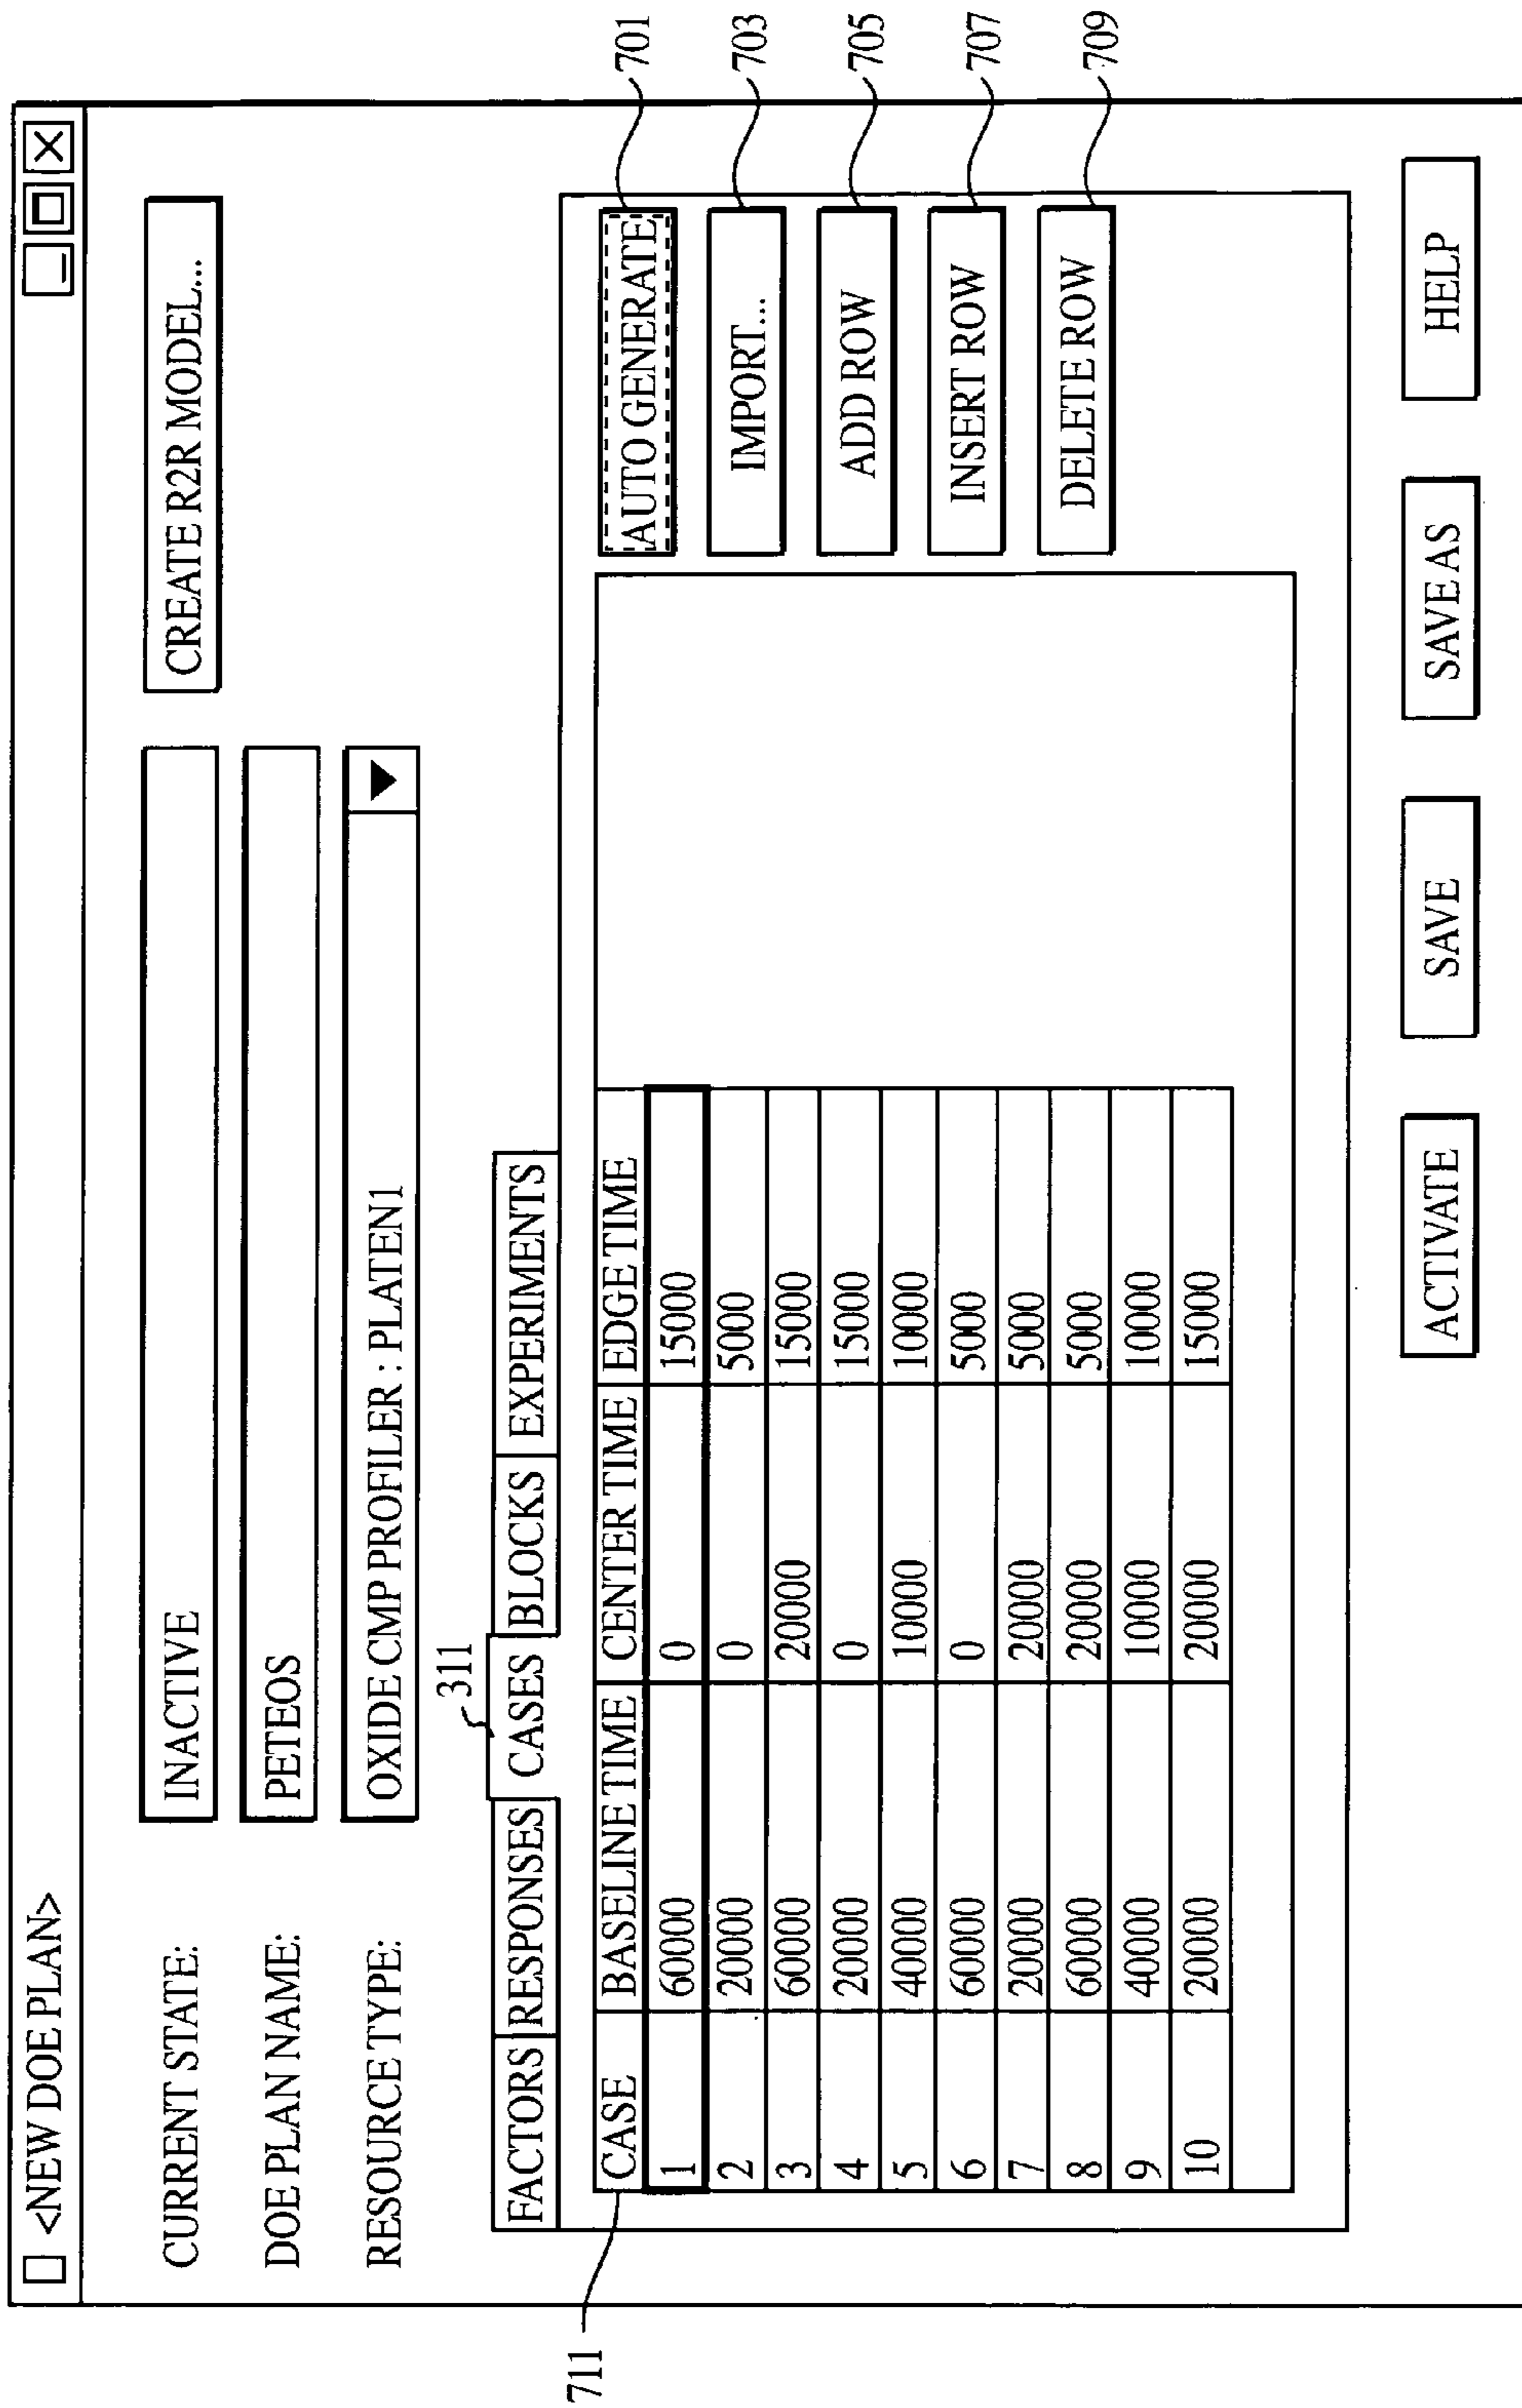 <NEW DOE PLAN>
CURRENT STATE: INACTIVE CREATE R2R MODEL...
DOE PLAN NAME: PETEOS
RESOURCE TYPE: OXIDE CMP PROFILER : PLATEN1
311
FACTORS RESPONSES CASES BLOCKS EXPERIMENTS
711
CASE BASELINE TIME CENTER TIME EDGE TIME
1 60000 0 15000
2 20000 0 5000
3 60000 20000 15000
4 20000 0 15000
5 40000 10000 10000
6 60000 0 5000
7 20000 20000 5000
8 60000 20000 5000
9 40000 10000 10000
10 20000 20000 15000
AUTO GENERATE 701
IMPORT... 703
ADD ROW 705
INSERT ROW 707
DELETE ROW 709
ACTIVATE SAVE SAVE AS HELP